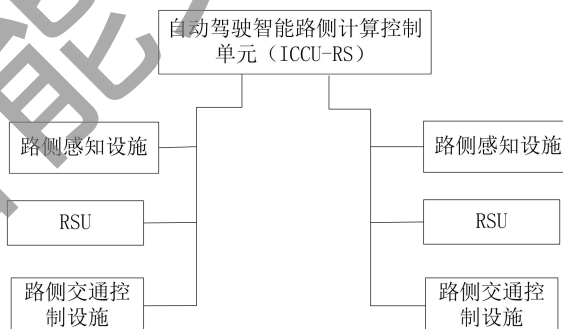 自动驾驶智能路侧计算控制
单元（ICCU-RS）
路侧感知设施
路侧感知设施
RSU
RSU
路侧交通控
制设施
路侧交通控
制设施
能